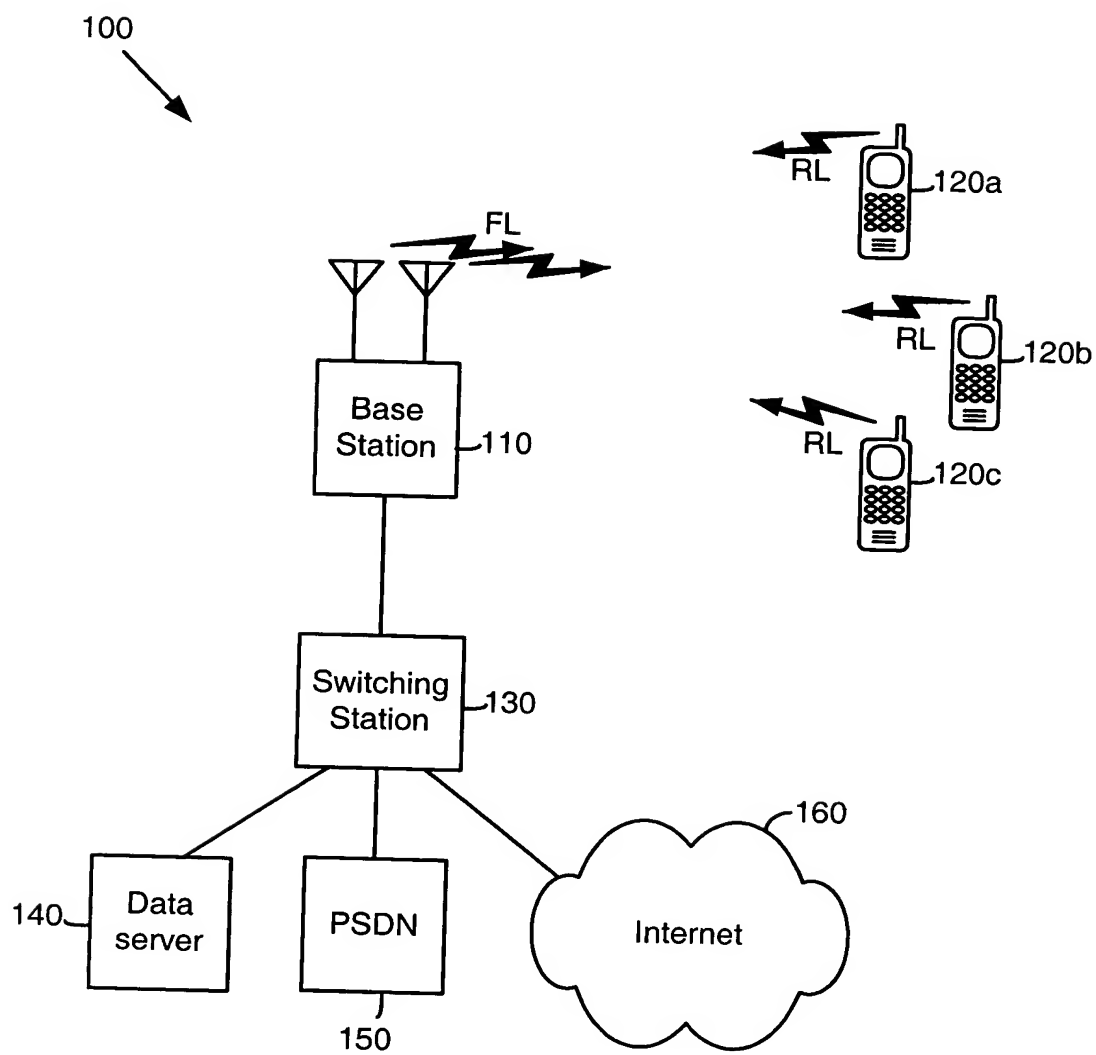 100
RL
120a
FL
RL
120b
Base
Station
110
RL
120c
Switching
Station
130
160
140
Data
server
PSDN
Internet
150